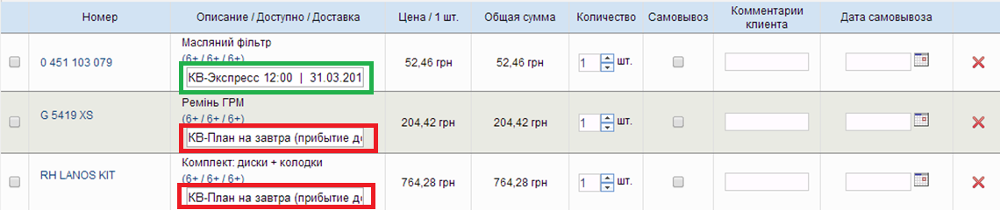 Номер Описание / Доступно / Доставка Цена / 1 шт. Общая сумма Количество Самовывоз Комментарии клиента Дата самовывоза
Масляний фільтр
0 451 103 079 (6+ / 6+ / 6+) 52,46 грн 52,46 грн 1 шт.
КВ-Экспресс 12:00 | 31.03.201
Ремінь ГРМ
G 5419 XS (6+ / 6+ / 6+) 204,42 грн 204,42 грн 1 шт.
КВ-План на завтра (прибытие до
Комплект: диски + колодки
RH LANOS KIT (6+ / 6+ / 6+) 764,28 грн 764,28 грн 1 шт.
КВ-План на завтра (прибытие до